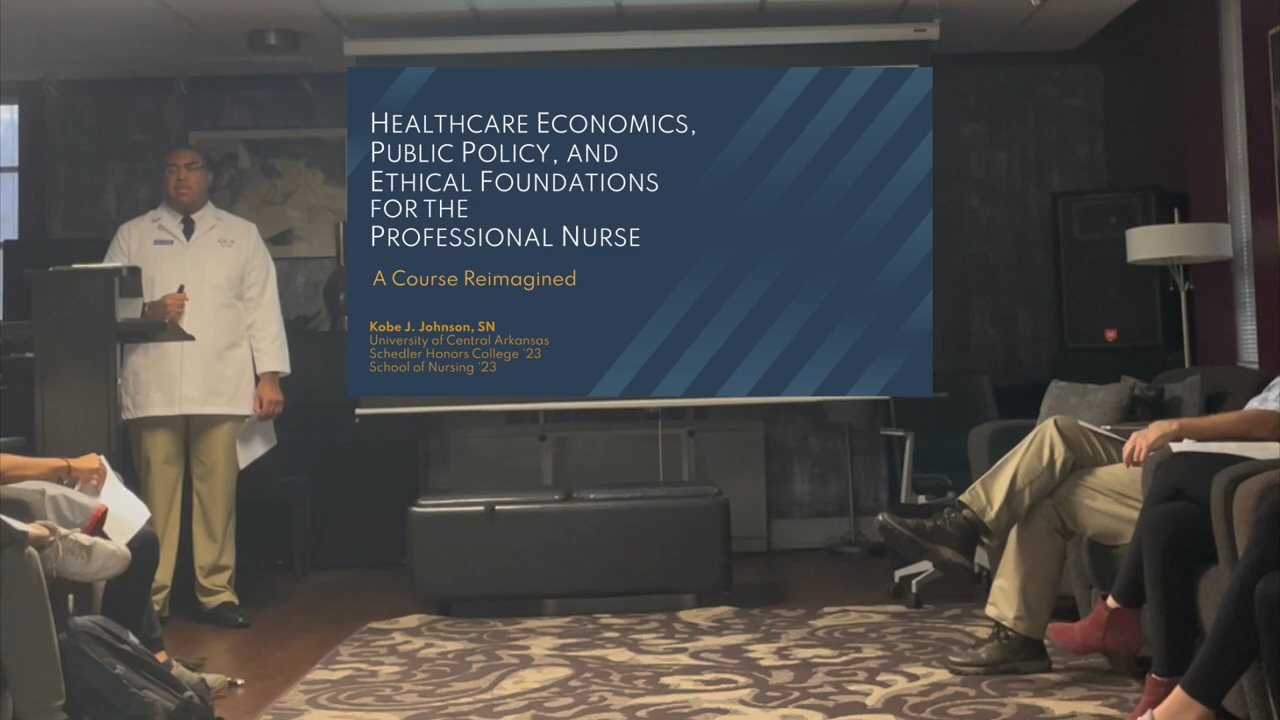 HEALTHCARE ECONOMICS,
PUBLIC POLICY, AND
ETHICAL FOUNDATIONS
FOR THE
PROFESSIONAL NURSE
A Course Reimagined
Kobe J. Johnson, SN
University of Central Arkansas
Schedler Honors College '23
School of Nursing '23